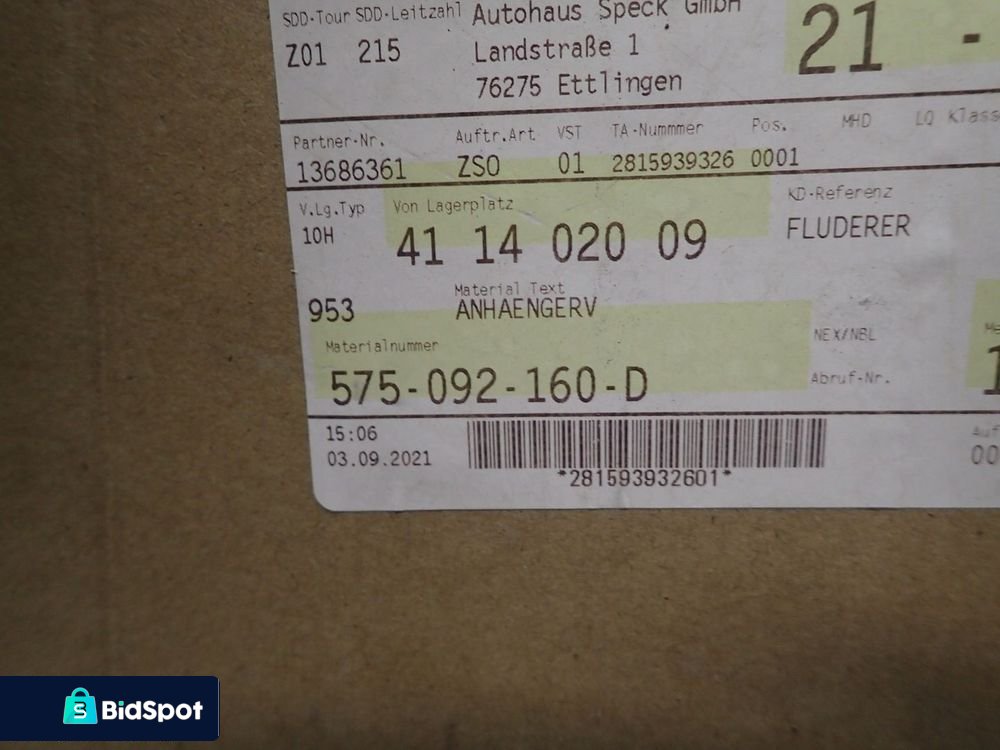 SDD-Tour SDD-Leitzahl Autohaus Speck GmbH
Z01 215 Landstraße 1
76275 Ettlingen
21 -
Partner-Nr. Auftr.Art VST TA-Nummmer Pos. MHD LQ Klass
13686361 ZSO 01 2815939326 0001
V.Lg.Typ Von Lagerplatz KD-Referenz
10H 41 14 020 09 FLUDERER
Material Text
953 ANHAENGERV
Materialnummer NEX/NBL
575-092-160-D Abruf-Nr.
15:06
03.09.2021
*281593932601*
Auf
00
BidSpot